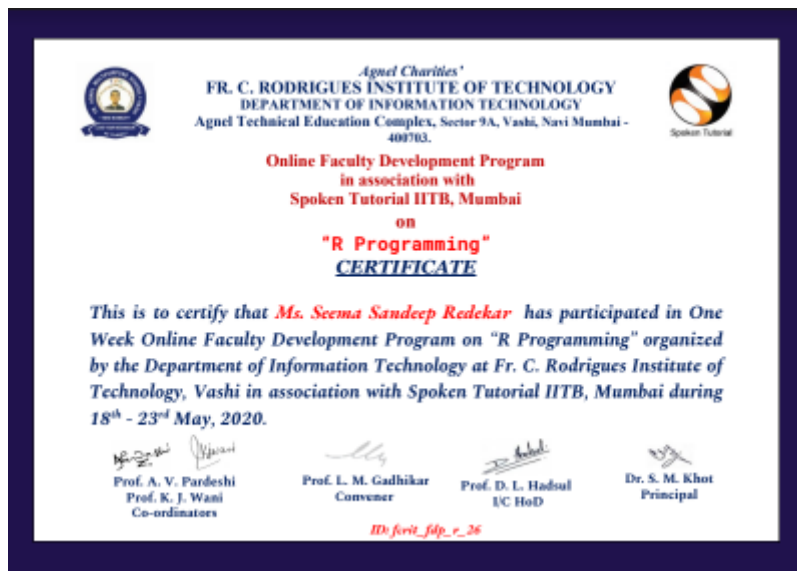 Agnel Charities'
FR. C. RODRIGUES INSTITUTE OF TECHNOLOGY
DEPARTMENT OF INFORMATION TECHNOLOGY
Agnel Technical Education Complex, Sector 9A, Vashi, Navi Mumbai -
400703.
Spoken Tutorial
Online Faculty Development Program
in association with
Spoken Tutorial IITB, Mumbai
on
"R Programming"
CERTIFICATE
This is to certify that Ms. Seema Sandeep Redekar has participated in One
Week Online Faculty Development Program on “R Programming” organized
by the Department of Information Technology at Fr. C. Rodrigues Institute of
Technology, Vashi in association with Spoken Tutorial IITB, Mumbai during
18th - 23rd May, 2020.
Prof. A. V. Pardeshi
Prof. K. J. Wani
Co-ordinators
Prof. L. M. Gadhikar
Convener
Prof. D. L. Hadsul
I/C HoD
Dr. S. M. Khot
Principal
ID: fcrit_fdp_r_26